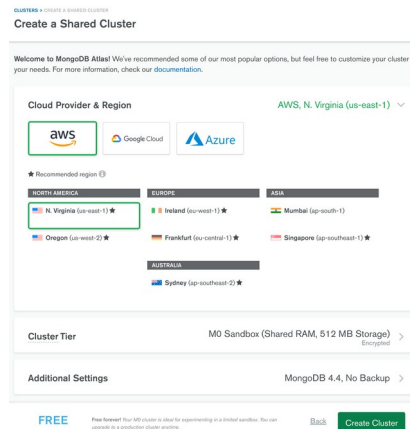 CLUSTERS > CREATE A SHARED CLUSTER
Create a Shared Cluster
Welcome to MongoDB Atlas! We've recommended some of our most popular options, but feel free to customize your cluster
your needs. For more information, check our documentation.
Cloud Provider & Region
AWS, N. Virginia (us-east-1)
aws
Google Cloud
Azure
★ Recommended region
NORTH AMERICA
EUROPE
ASIA
N. Virginia (us-east-1) ★
Ireland (eu-west-1) ★
Mumbai (ap-south-1)
Oregon (us-west-2) ★
Frankfurt (eu-central-1) ★
Singapore (ap-southeast-1) ★
AUSTRALIA
Sydney (ap-southeast-2) ★
Cluster Tier
M0 Sandbox (Shared RAM, 512 MB Storage)
Encrypted
Additional Settings
MongoDB 4.4, No Backup
FREE
Free forever! Your M0 cluster is ideal for experimenting in a limited sandbox. You can
upgrade to a production cluster anytime.
Back
Create Cluster